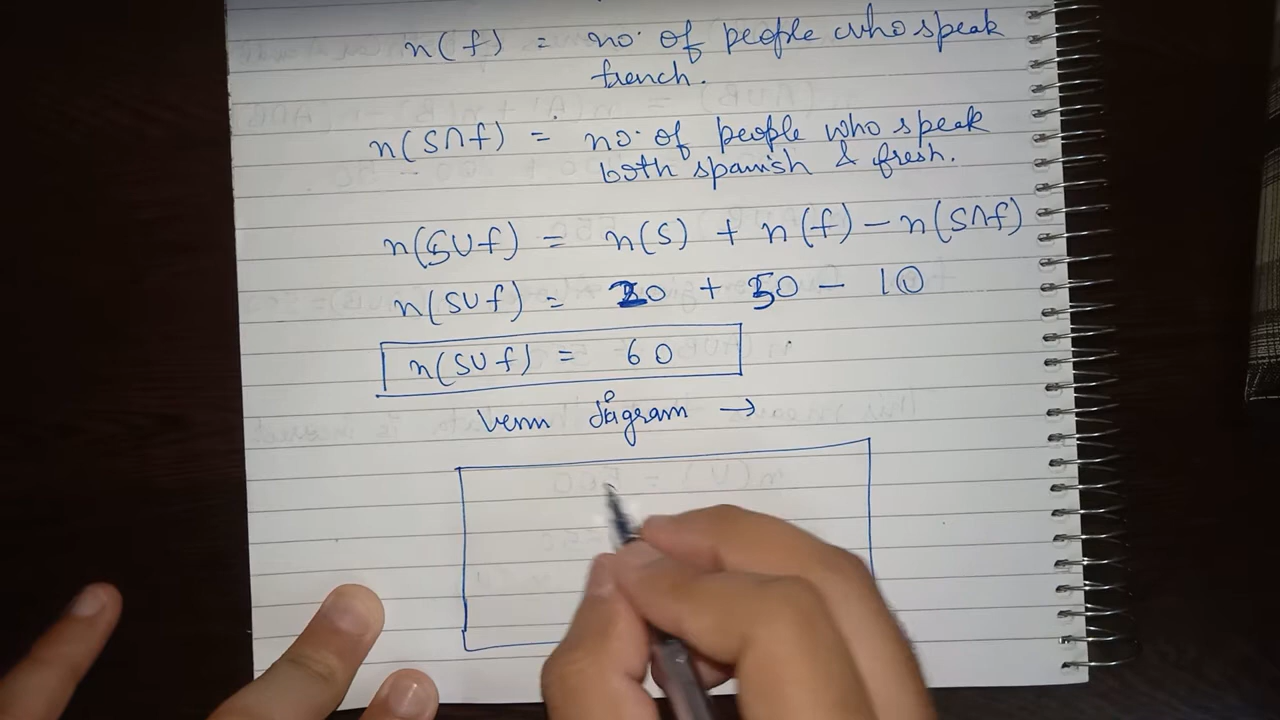 n(f) = no. of people who speak
french.
n(S∩f) = no. of people who speak
both spanish & fresh.
n(S∪f) = n(S) + n(f) - n(S∩f)
n(S∪f) = 20 + 50 - 10
n(S∪f) = 60
Venn diagram →